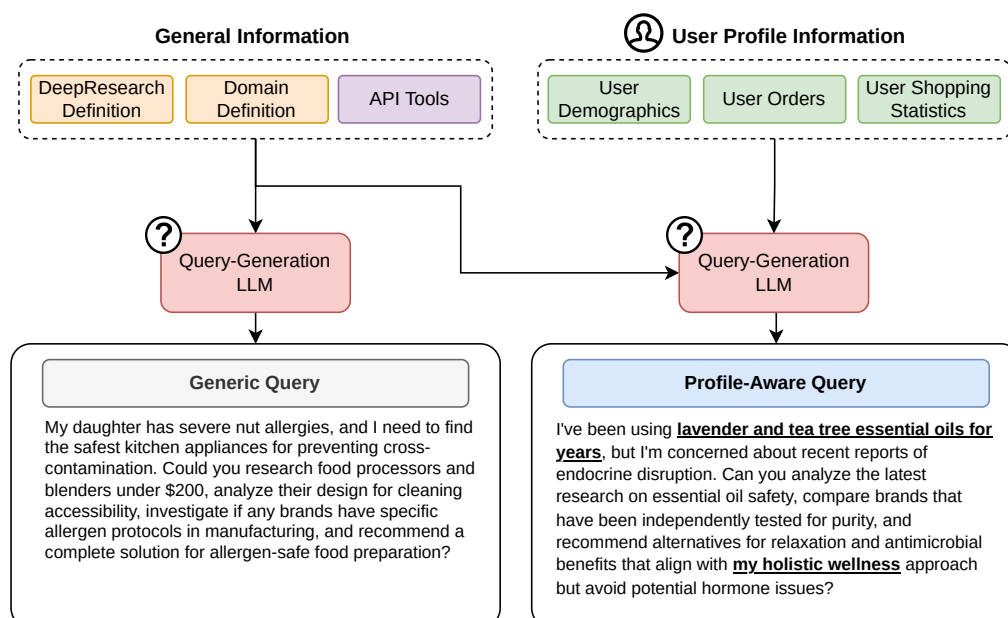 General Information
User Profile Information
DeepResearch
Definition
Domain
Definition
API Tools
User
Demographics
User Orders
User Shopping
Statistics
?
Query-Generation
LLM
?
Query-Generation
LLM
Generic Query
My daughter has severe nut allergies, and I need to find
the safest kitchen appliances for preventing cross-
contamination. Could you research food processors and
blenders under $200, analyze their design for cleaning
accessibility, investigate if any brands have specific
allergen protocols in manufacturing, and recommend a
complete solution for allergen-safe food preparation?
Profile-Aware Query
I've been using lavender and tea tree essential oils for
years, but I'm concerned about recent reports of
endocrine disruption. Can you analyze the latest
research on essential oil safety, compare brands that
have been independently tested for purity, and
recommend alternatives for relaxation and antimicrobial
benefits that align with my holistic wellness approach
but avoid potential hormone issues?